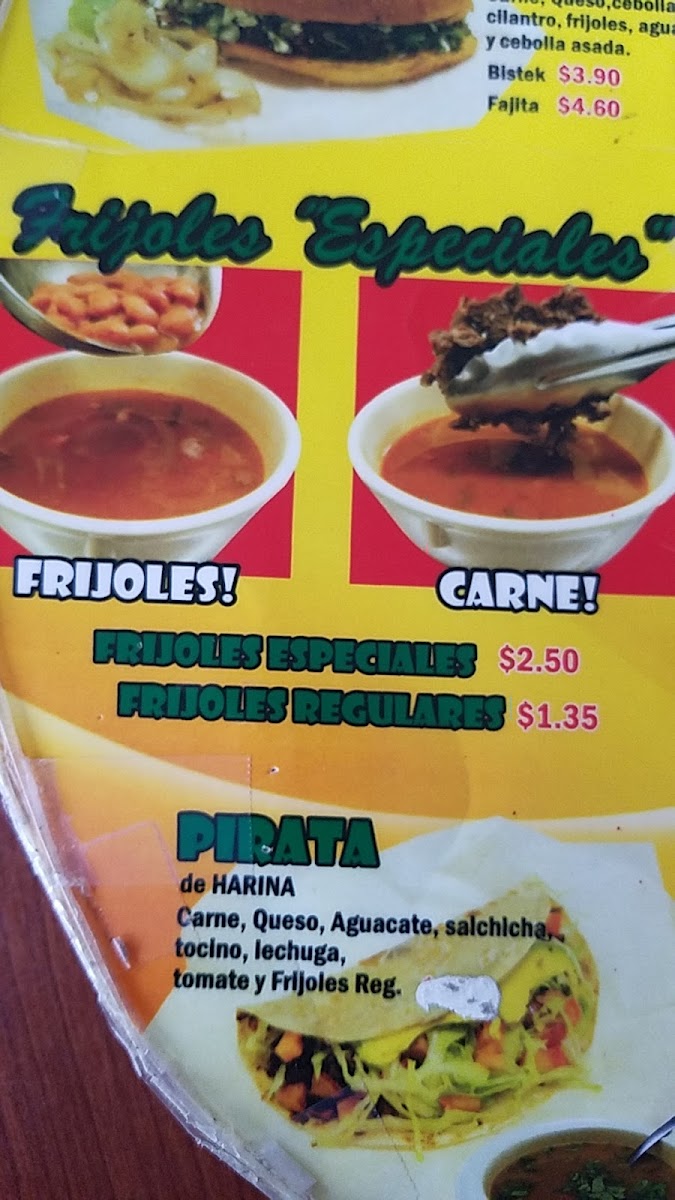 cilantro, frijoles, agua
y cebolla asada.
Bistek $3.90
Fajita $4.60
Frijoles "Especiales"
FRIJOLES!
CARNE!
FRIJOLES ESPECIALES $2.50
FRIJOLES REGULARES $1.35
PIRATA
de HARINA
Carne, Queso, Aguacate, salchicha,
tocino, lechuga,
tomate y Frijoles Reg.